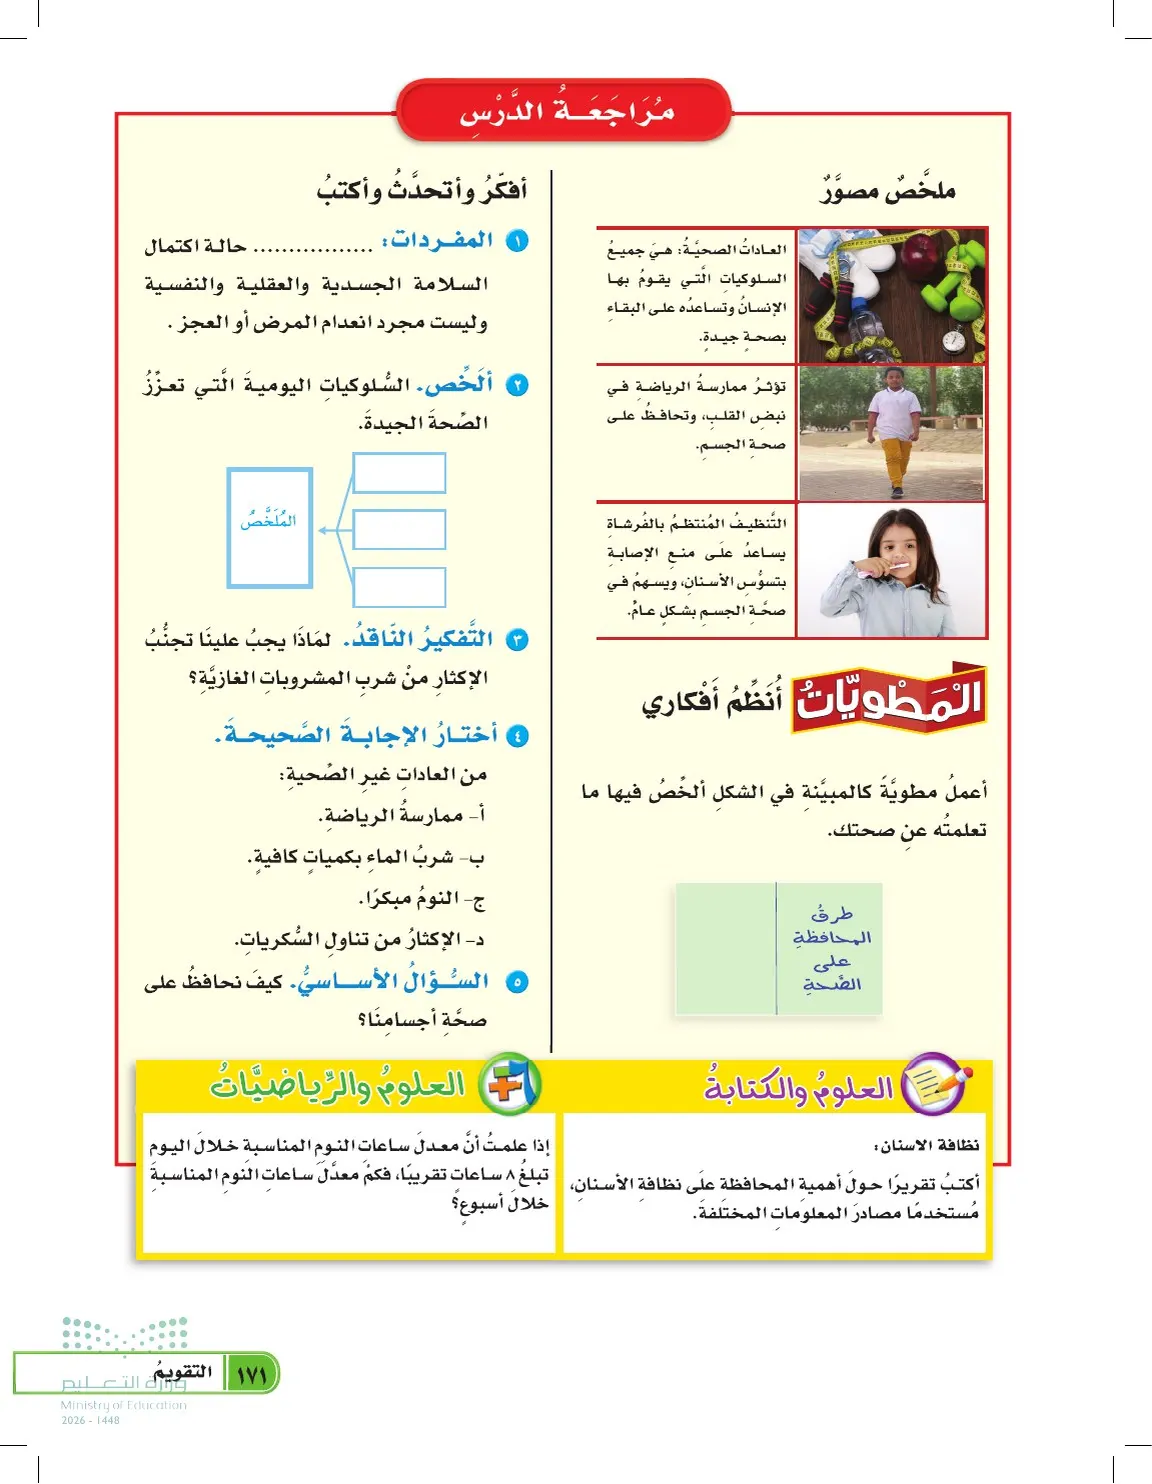 مُرَاجَعَةُ الدَّرْسِ
ملخَّصٌ مصوَّرٌ
العاداتُ الصحيَّةُ: هيَ جميعُ
السلوكياتِ الَّتي يقومُ بها
الإنسانُ وتساعدُه على البقاءِ
بصحةٍ جيدةٍ.
تؤثرُ ممارسةُ الرياضةِ في
نبضِ القلبِ، وتحافظُ على
صحةِ الجسمِ.
التَّنظيفُ المُنتظمُ بالفُرشاةِ
يساعدُ علَى منعِ الإصابةِ
بتسوُّسِ الأسنانِ، ويسهمُ في
صحَّةِ الجسمِ بشكلٍ عامٍّ.
الْمَطْوِيّاتُ
أُنَظِّمُ أَفْكاري
أعملُ مطويَّةً كالمبيَّنةِ في الشكلِ ألخِّصُ فيها ما
تعلمتُه عنِ صحتك.
طرقُ
المحافظةِ
على
الصِّحةِ
أفكّرُ وأتحدَّثُ وأكتبُ
١ المفردات: ................. حالة اكتمال
السلامة الجسدية والعقلية والنفسية
وليست مجرد انعدام المرض أو العجز .
٢ ألَخِّص. السُّلوكياتِ اليوميةَ الَّتي تعزِّزُ
الصِّحةَ الجيدةَ.
المُلَخَّصُ
٣ التَّفكيرُ النّاقدُ. لمَاذَا يجبُ علينَا تجنُّبُ
الإكثارِ منْ شربِ المشروباتِ الغازيَّةِ؟
٤ أختارُ الإجابةَ الصَّحيحةَ.
من العاداتِ غيرِ الصِّحيةِ:
أ- ممارسةُ الرياضةِ.
ب- شربُ الماءِ بكمياتٍ كافيةٍ.
ج- النومُ مبكرًا.
د- الإكثارُ من تناولِ السُّكرياتِ.
٥ السُّؤالُ الأساسيُّ. كيفَ نحافظُ على
صحَّةِ أجسامِنَا؟
العلومُ والكتابةُ
نظافة الاسنان:
أكتبُ تقريرًا حولَ أهميةِ المحافظةِ علَى نظافةِ الأسنانِ،
مُستخدمًا مصادرَ المعلوماتِ المختلفةَ.
العلومُ والرِّياضيَّاتُ
إذا علمتُ أنَّ معدلَ ساعاتِ النومِ المناسبةِ خلالَ اليومِ
تبلغُ ٨ ساعاتٍ تقريبًا، فكمْ معدَّلَ ساعاتِ النومِ المناسبةِ
خلالَ أسبوعٍ؟
١٧١ التقويمُ
وزارة التعليم
Ministry of Education
2026 - 1448